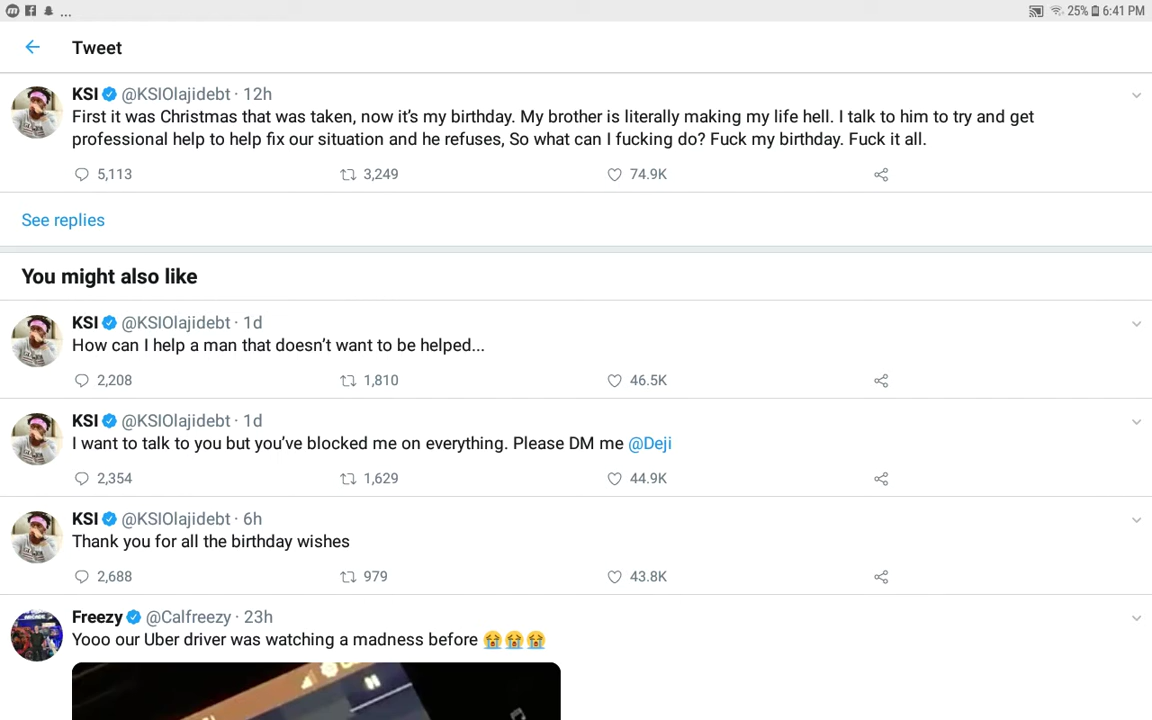 ...
25% 6:41 PM
Tweet
KSI @KSIOlajidebt · 12h
First it was Christmas that was taken, now it's my birthday. My brother is literally making my life hell. I talk to him to try and get
professional help to help fix our situation and he refuses, So what can I fucking do? Fuck my birthday. Fuck it all.
5,113 3,249 74.9K
See replies
You might also like
KSI @KSIOlajidebt · 1d
How can I help a man that doesn't want to be helped...
2,208 1,810 46.5K
KSI @KSIOlajidebt · 1d
I want to talk to you but you've blocked me on everything. Please DM me @Deji
2,354 1,629 44.9K
KSI @KSIOlajidebt · 6h
Thank you for all the birthday wishes
2,688 979 43.8K
Freezy @Calfreezy · 23h
Yooo our Uber driver was watching a madness before 😭😭😭